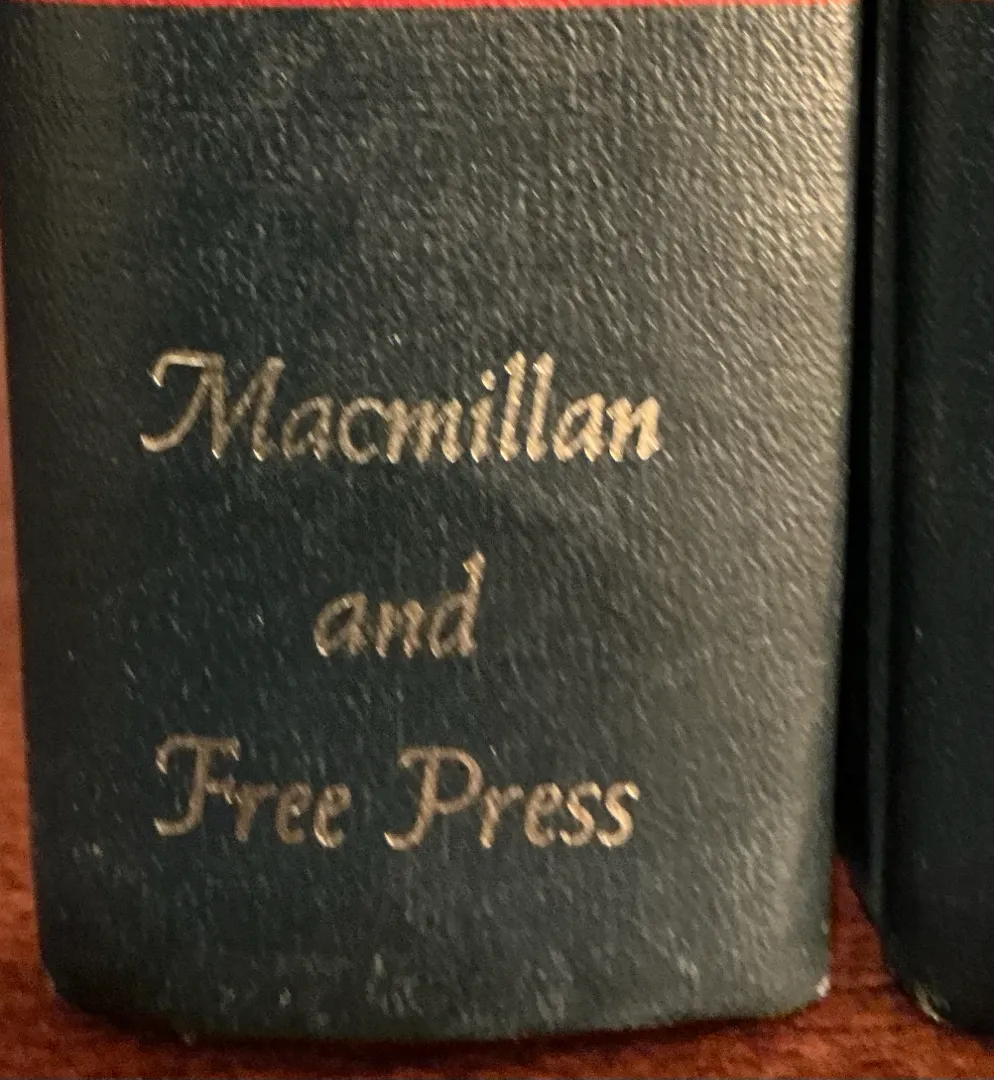 Macmillan
and
Free Press